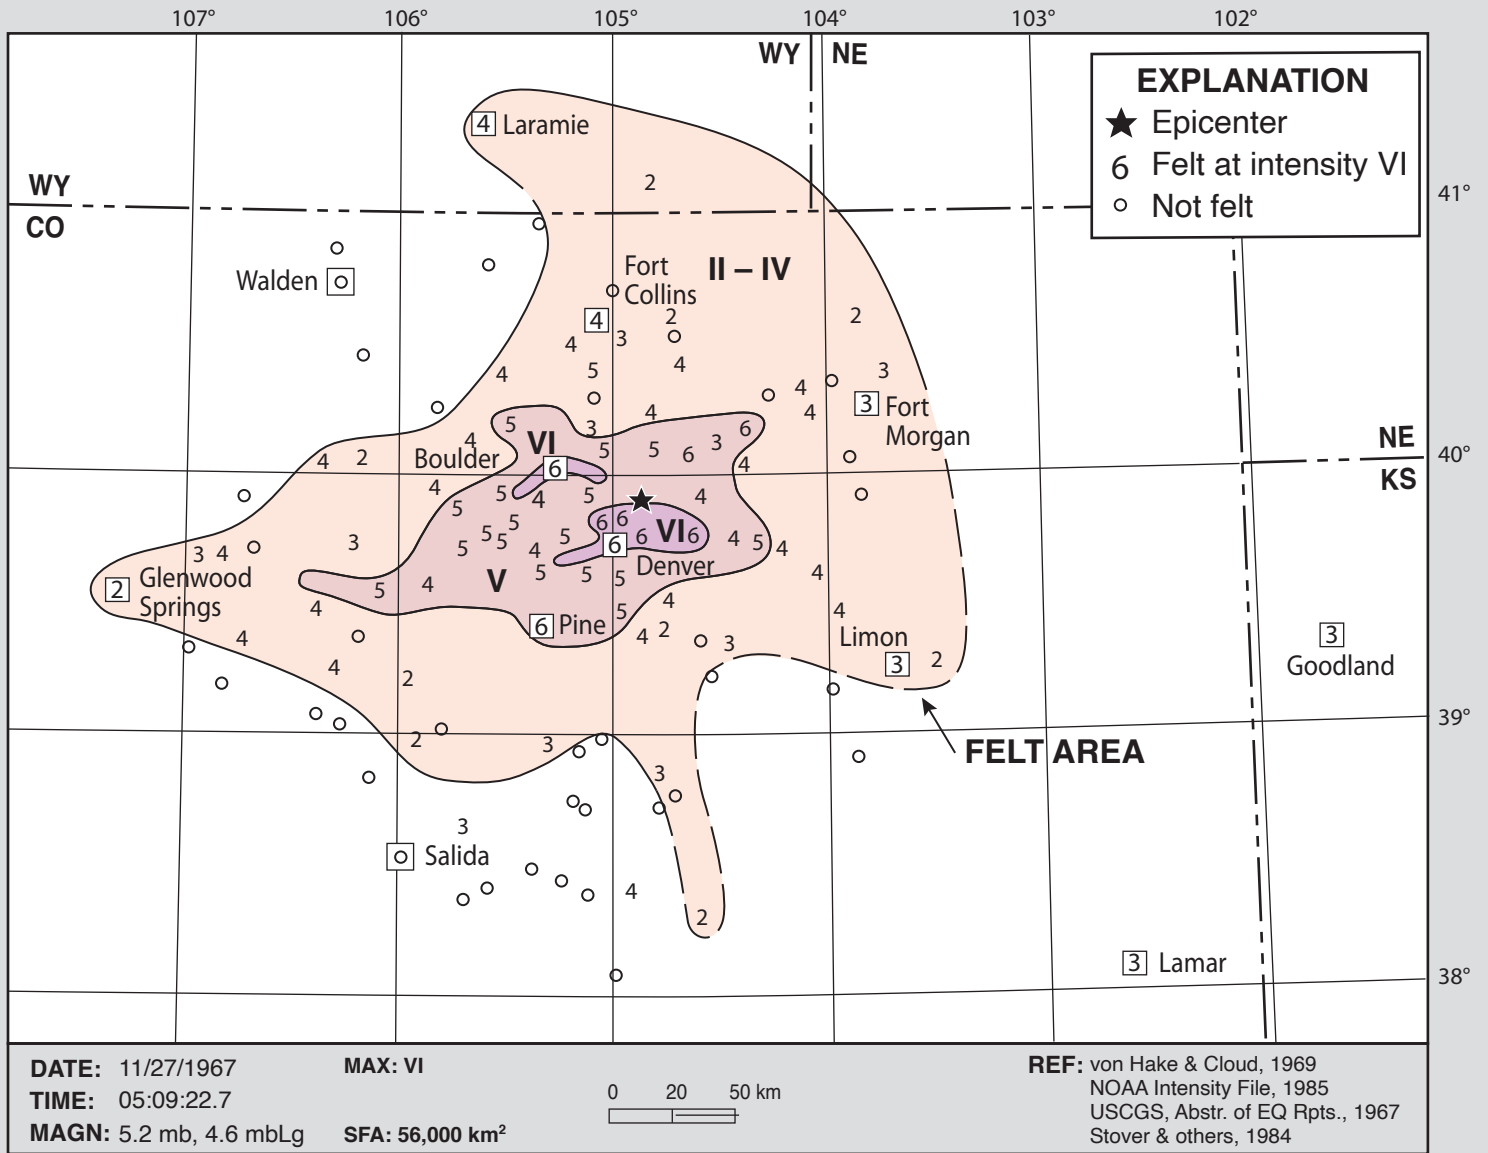 107° 106° 105° 104° 103° 102°
WY NE
EXPLANATION
Epicenter
6 Felt at intensity VI
Not felt
4 Laramie
2
WY
41°
CO
Walden
Fort
Collins
II – IV
4 2 2
4 3
4 5 4 3
4
3 Fort
Morgan
4 4
5 3 6
NE
4 VI 5 5 6 3
Boulder
4 2 6 4
40°
KS
4 5 4 5 4
5
6 6
5 5 5 4 5 6 VI 6 4 5 4
3 4 3 5 6
Denver
2 Glenwood
Springs
5 4 V 5 5 5 4
4 5 4 4
6 Pine
4 4 2 3
Limon
3 2
3
Goodland
4 2
39°
2 3
FELT AREA
3
3
Salida
4
2
3 Lamar
38°
DATE: 11/27/1967
TIME: 05:09:22.7
MAGN: 5.2 mb, 4.6 mbLg
MAX: VI
SFA: 56,000 km²
0 20 50 km
REF: von Hake & Cloud, 1969
NOAA Intensity File, 1985
USCGS, Abstr. of EQ Rpts., 1967
Stover & others, 1984